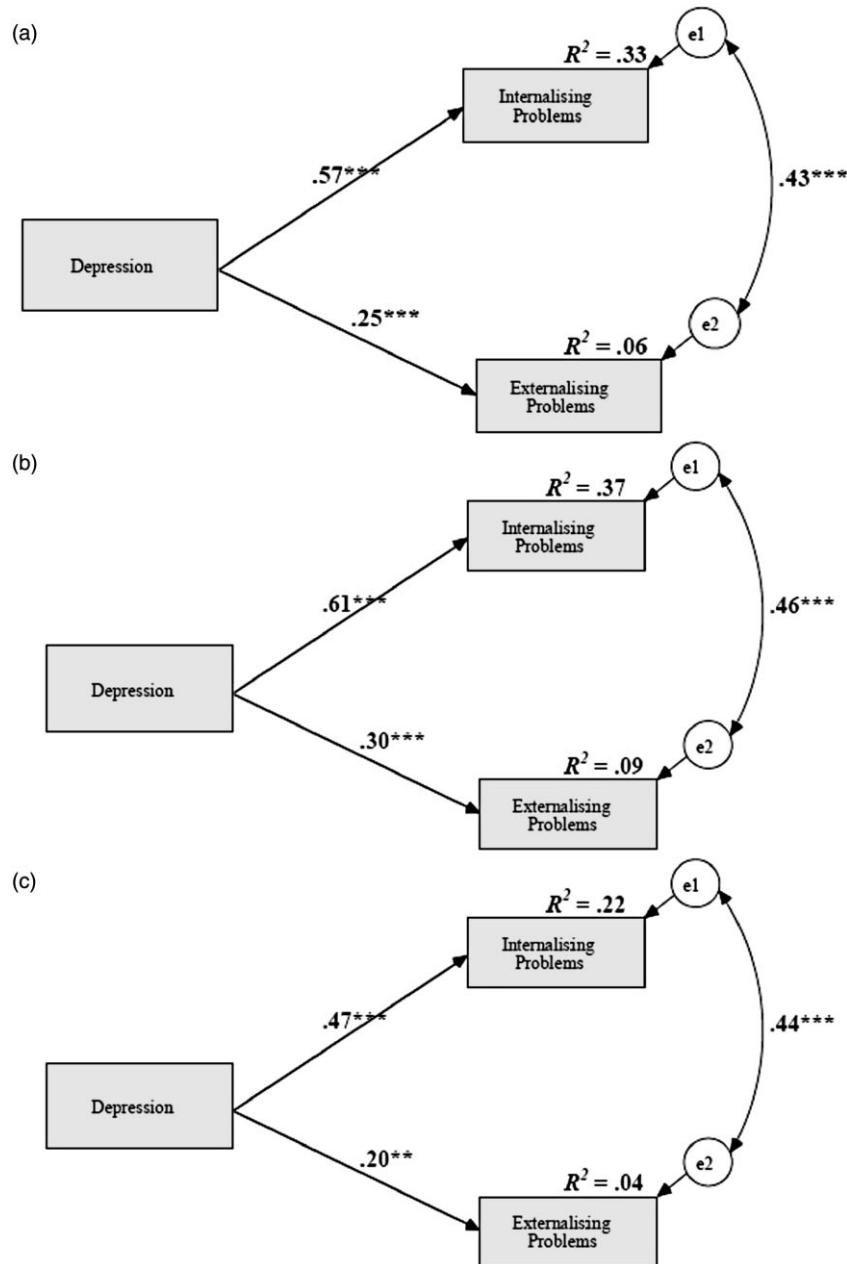 (a)
e1
R² = .33
Internalising
Problems
.57***
.43***
Depression
.25***
e2
R² = .06
Externalising
Problems
(b)
e1
R² = .37
Internalising
Problems
.61***
.46***
Depression
.30***
e2
R² = .09
Externalising
Problems
(c)
e1
R² = .22
Internalising
Problems
.47***
.44***
Depression
.20**
e2
R² = .04
Externalising
Problems